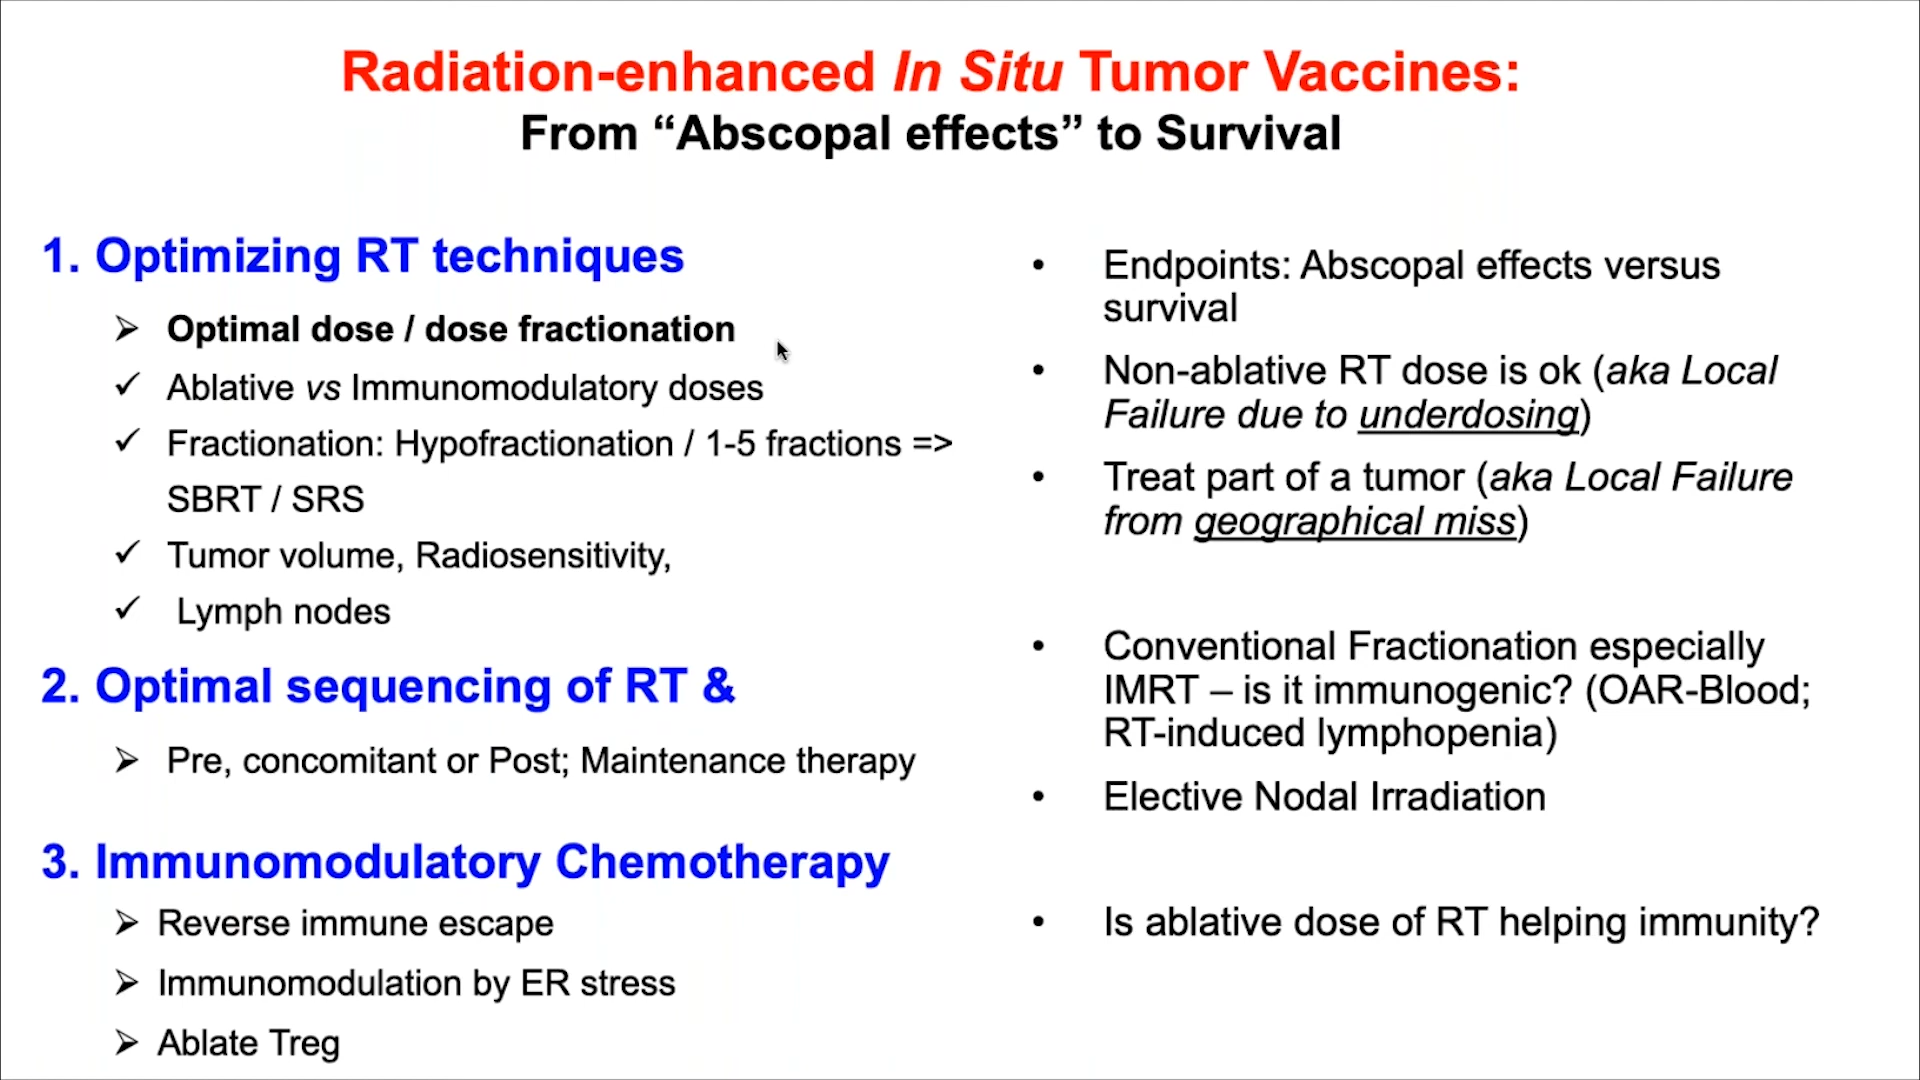 Radiation-enhanced In Situ Tumor Vaccines:
From “Abscopal effects” to Survival
1. Optimizing RT techniques
➢ Optimal dose / dose fractionation
✓ Ablative vs Immunomodulatory doses
✓ Fractionation: Hypofractionation / 1-5 fractions =>
SBRT / SRS
✓ Tumor volume, Radiosensitivity,
✓ Lymph nodes
2. Optimal sequencing of RT &
➢ Pre, concomitant or Post; Maintenance therapy
3. Immunomodulatory Chemotherapy
➢ Reverse immune escape
➢ Immunomodulation by ER stress
➢ Ablate Treg
• Endpoints: Abscopal effects versus
survival
• Non-ablative RT dose is ok (aka Local
Failure due to underdosing)
• Treat part of a tumor (aka Local Failure
from geographical miss)
• Conventional Fractionation especially
IMRT – is it immunogenic? (OAR-Blood;
RT-induced lymphopenia)
• Elective Nodal Irradiation
• Is ablative dose of RT helping immunity?